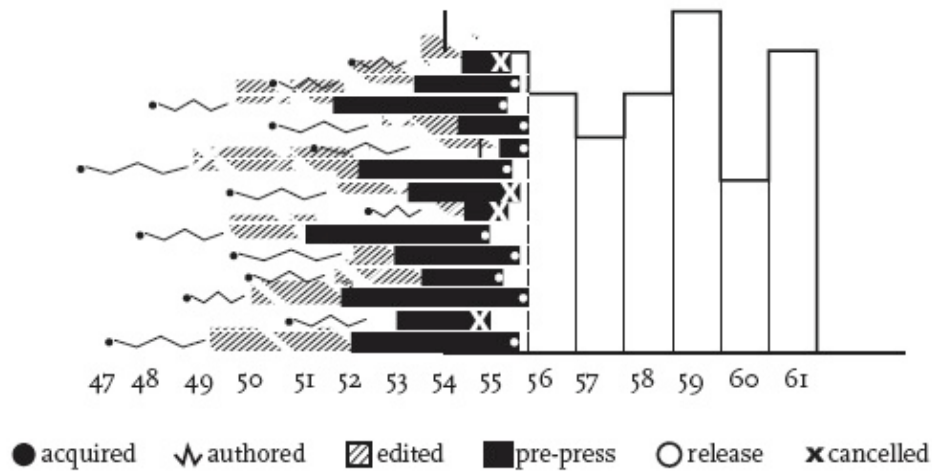 47 48 49 50 51 52 53 54 55 56 57 58 59 60 61
acquired authored edited pre-press release cancelled